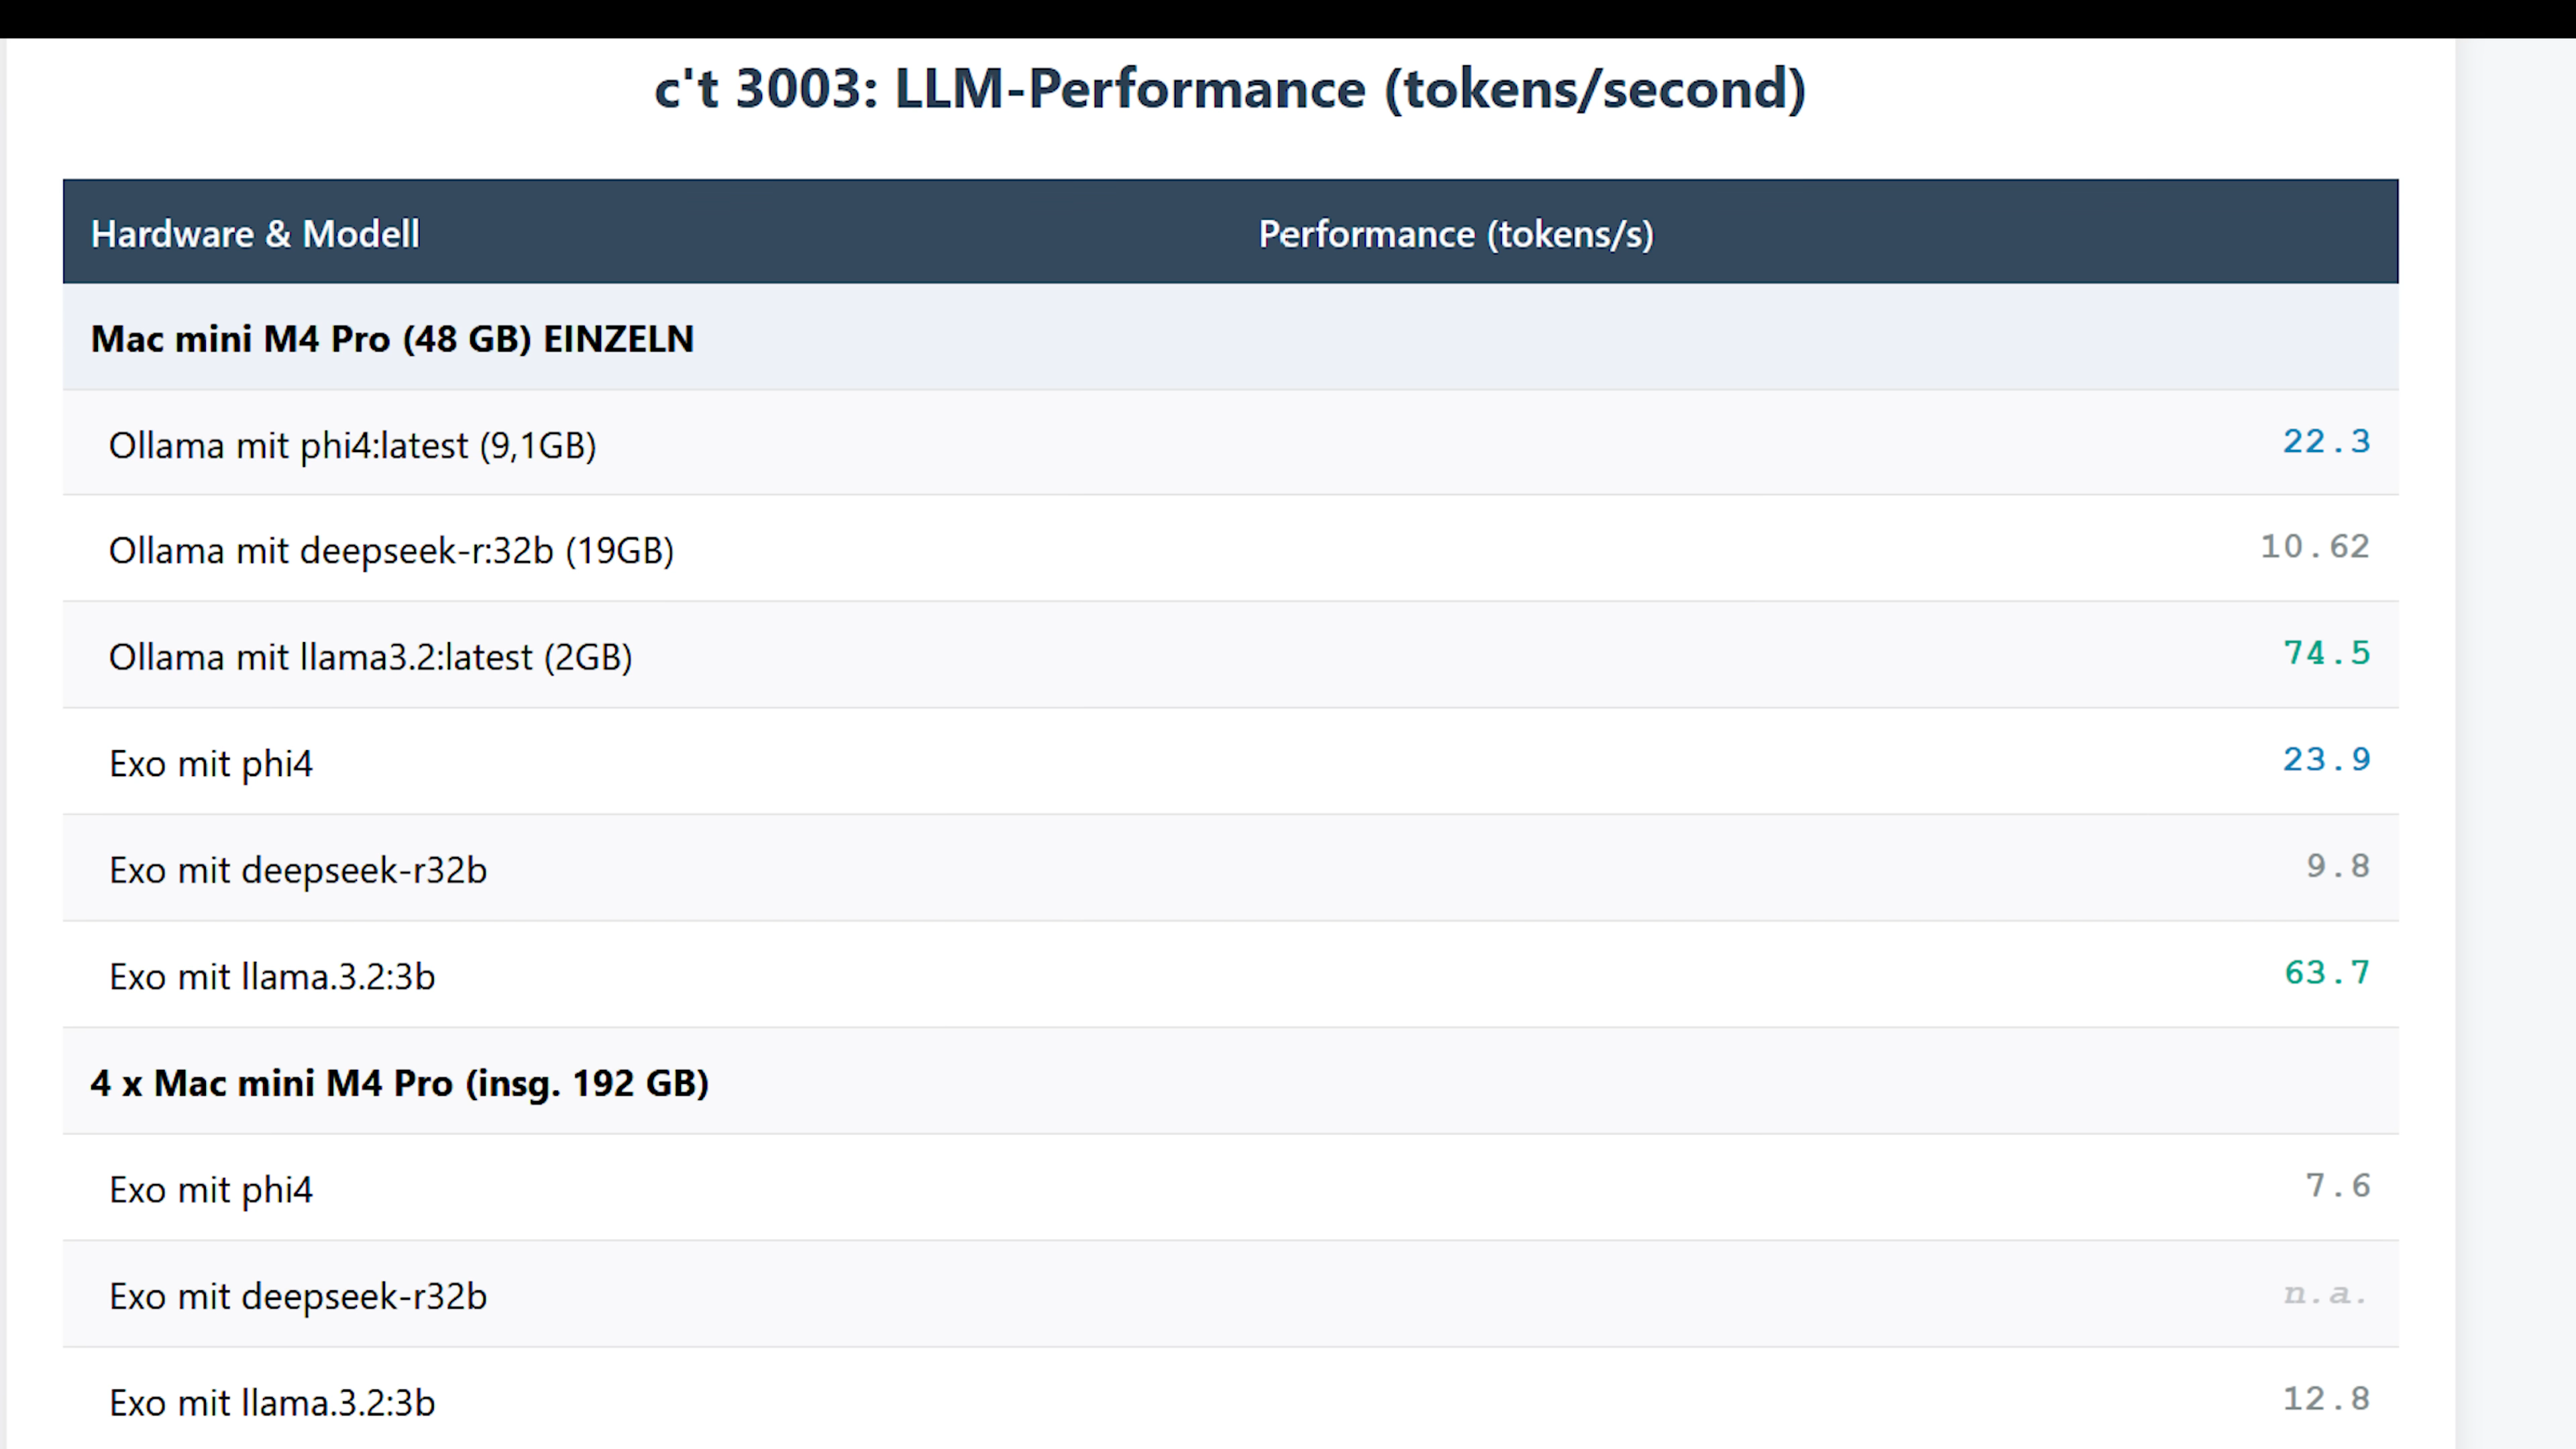 c't 3003: LLM-Performance (tokens/second)
Hardware & Modell Performance (tokens/s)
Mac mini M4 Pro (48 GB) EINZELN
Ollama mit phi4:latest (9,1GB) 22.3
Ollama mit deepseek-r:32b (19GB) 10.62
Ollama mit llama3.2:latest (2GB) 74.5
Exo mit phi4 23.9
Exo mit deepseek-r32b 9.8
Exo mit llama.3.2:3b 63.7
4 x Mac mini M4 Pro (insg. 192 GB)
Exo mit phi4 7.6
Exo mit deepseek-r32b n.a.
Exo mit llama.3.2:3b 12.8